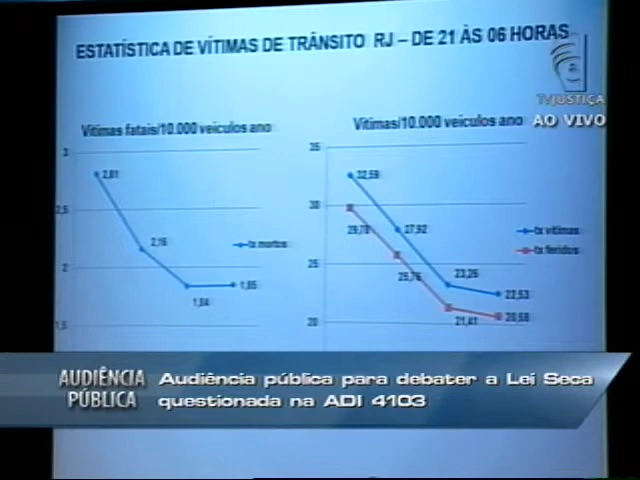 ESTATÍSTICA DE VÍTIMAS DE TRÂNSITO RJ – DE 21 ÀS 06 HORAS
TV JUSTIÇA
AO VIVO
Vítimas fatais/10.000 veículos ano
3
2,5
2
1,5
2,81
2,16
1,84
1,85
tx mortos
Vítimas/10.000 veículos ano
35
30
25
20
32,59
27,92
23,26
22,53
29,78
25,76
21,41
20,68
tx vítimas
tx feridos
AUDIÊNCIA
PÚBLICA
Audiência pública para debater a Lei Seca
questionada na ADI 4103